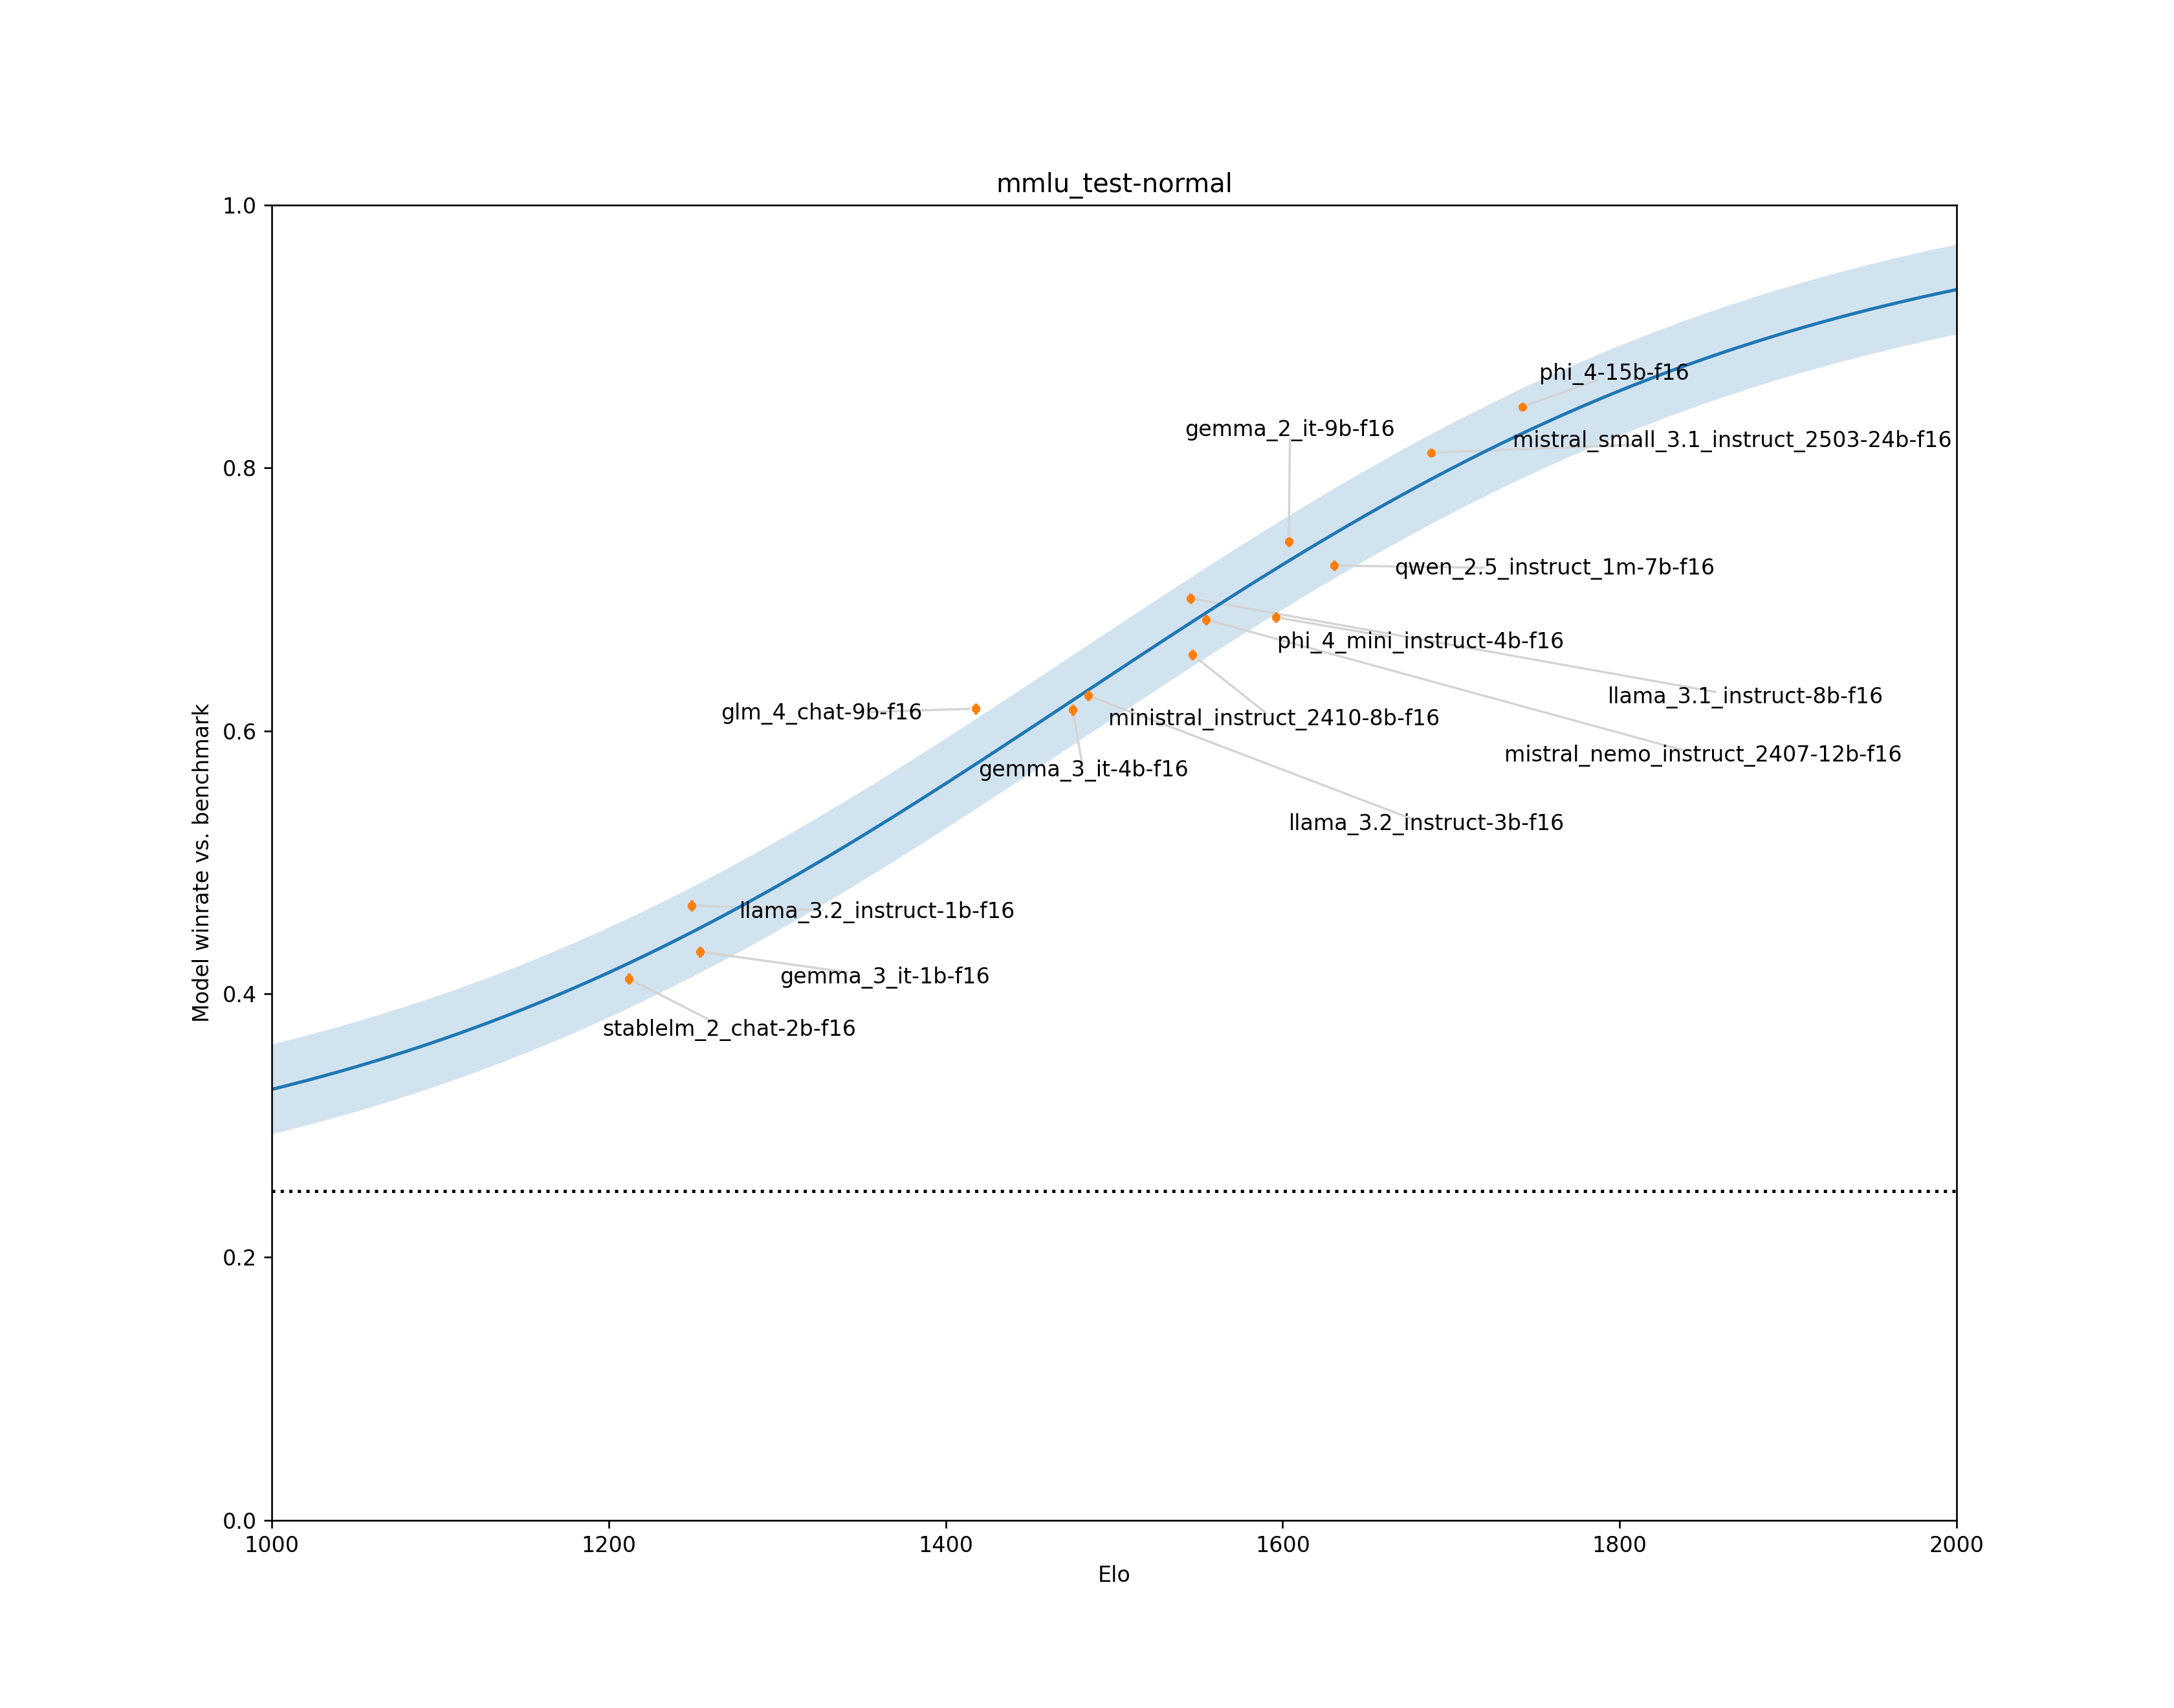 mmlu_test-normal
1.0
phi_4-15b-f16
gemma_2_it-9b-f16
mistral_small_3.1_instruct_2503-24b-f16
0.8
qwen_2.5_instruct_1m-7b-f16
phi_4_mini_instruct-4b-f16
llama_3.1_instruct-8b-f16
glm_4_chat-9b-f16
ministral_instruct_2410-8b-f16
0.6
mistral_nemo_instruct_2407-12b-f16
gemma_3_it-4b-f16
llama_3.2_instruct-3b-f16
Model winrate vs. benchmark
llama_3.2_instruct-1b-f16
gemma_3_it-1b-f16
0.4
stablelm_2_chat-2b-f16
0.2
0.0
1000
1200
1400
1600
1800
2000
Elo